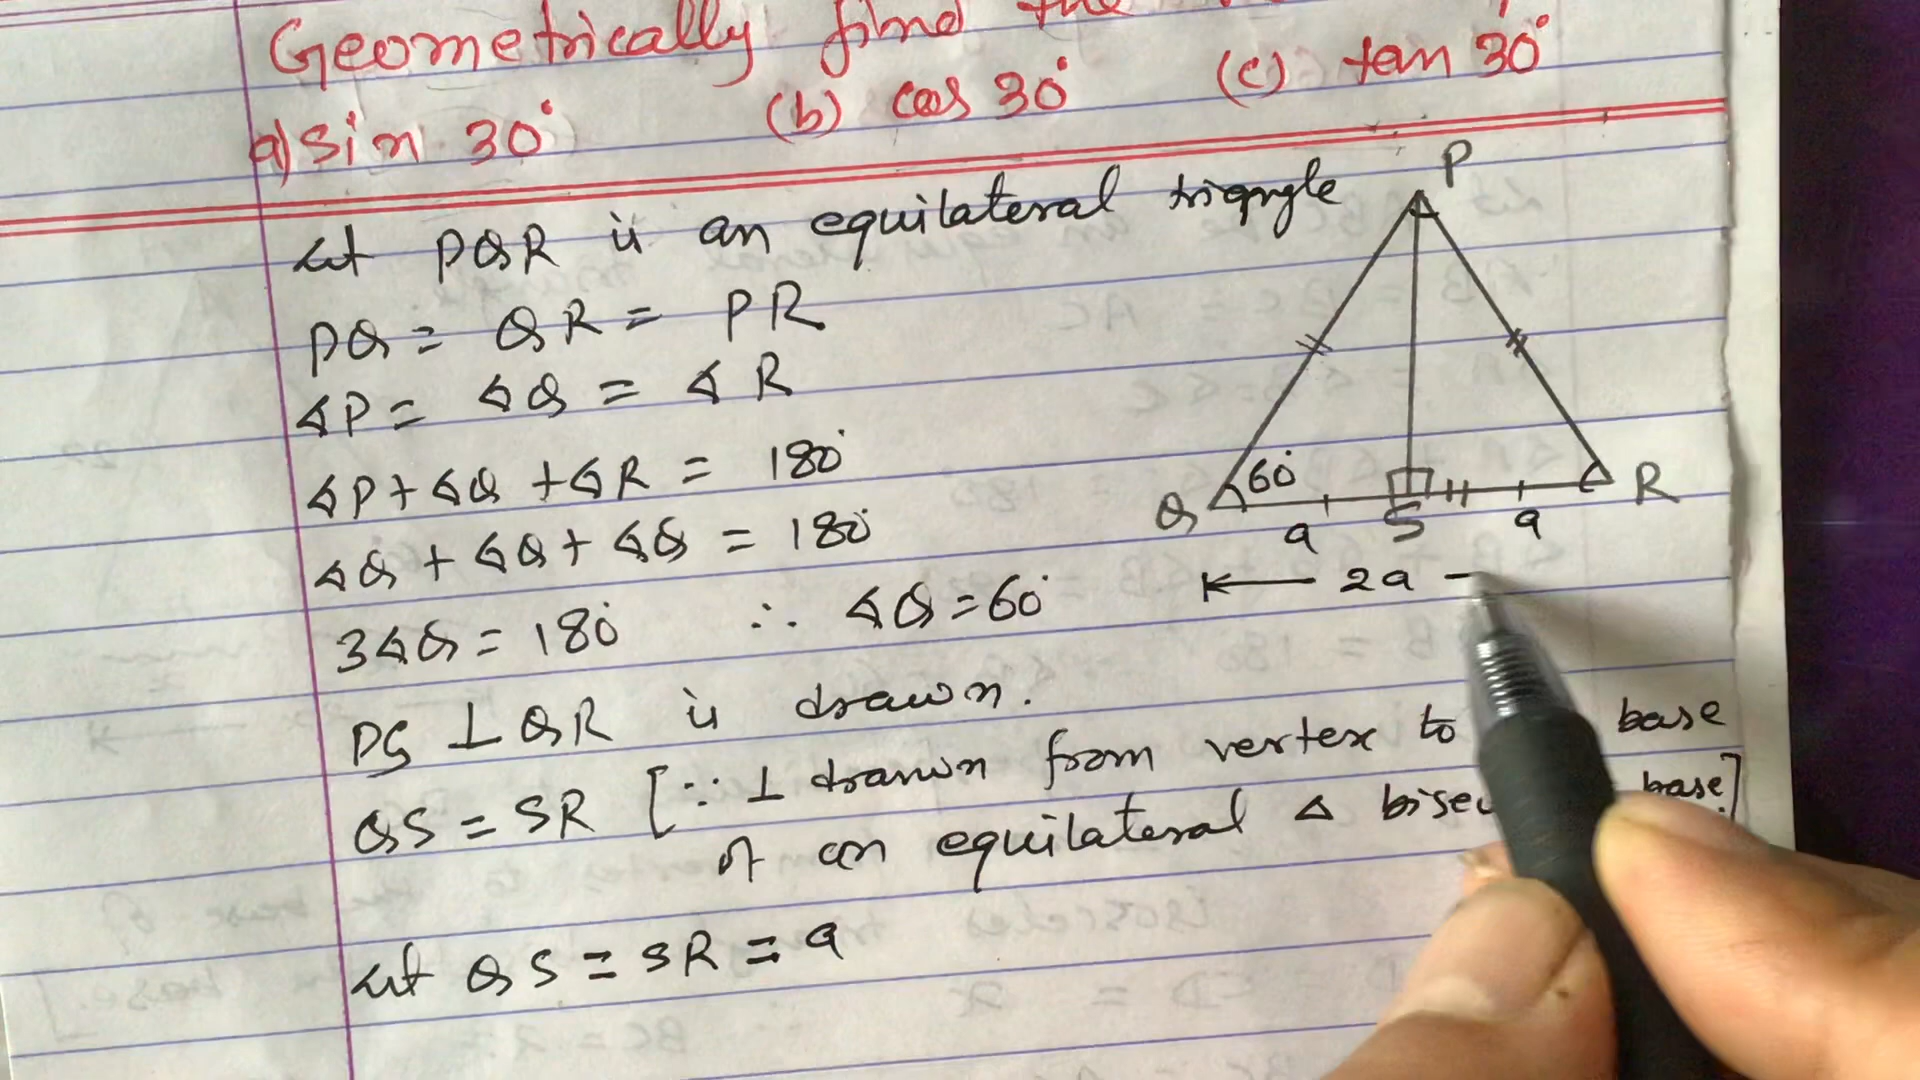 Geometrically find the
a) sin 30° (b) cos 30° (c) tan 30°
Let PQR is an equilateral triangle
PQ = QR = PR
∠P = ∠Q = ∠R
∠P + ∠Q + ∠R = 180°
∠Q + ∠Q + ∠Q = 180°
3∠Q = 180° ∴ ∠Q = 60°
PS ⊥ QR is drawn.
QS = SR [∵ ⊥ drawn from vertex to base
of an equilateral △ base]
Let QS = SR = a
P
60°
Q S R
a a
2a